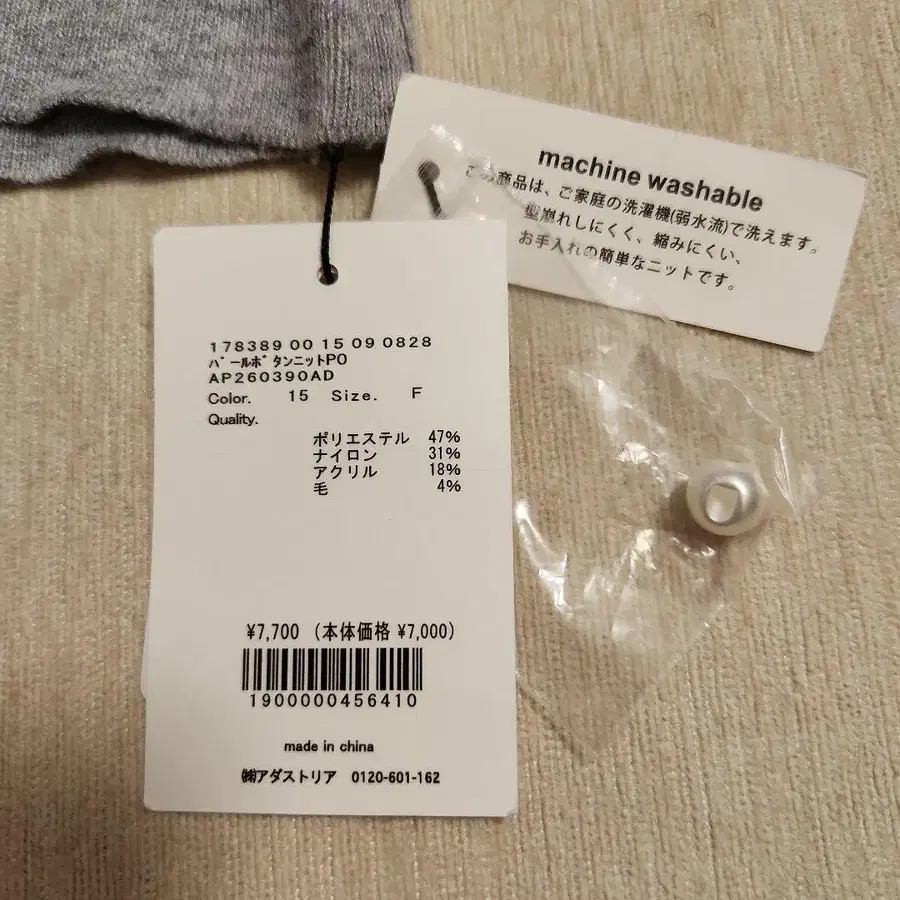 machine washable
この商品は、ご家庭の洗濯機(弱水流)で洗えます。
型崩れしにくく、縮みにくい、
お手入れの簡単なニットです。
178389 00 15 09 0828
パールボタンニットPO
AP260390AD
Color. 15 Size. F
Quality.
ポリエステル 47%
ナイロン 31%
アクリル 18%
毛 4%
¥7,700 (本体価格 ¥7,000)
1900000456410
made in china
㈱アダストリア 0120-601-162